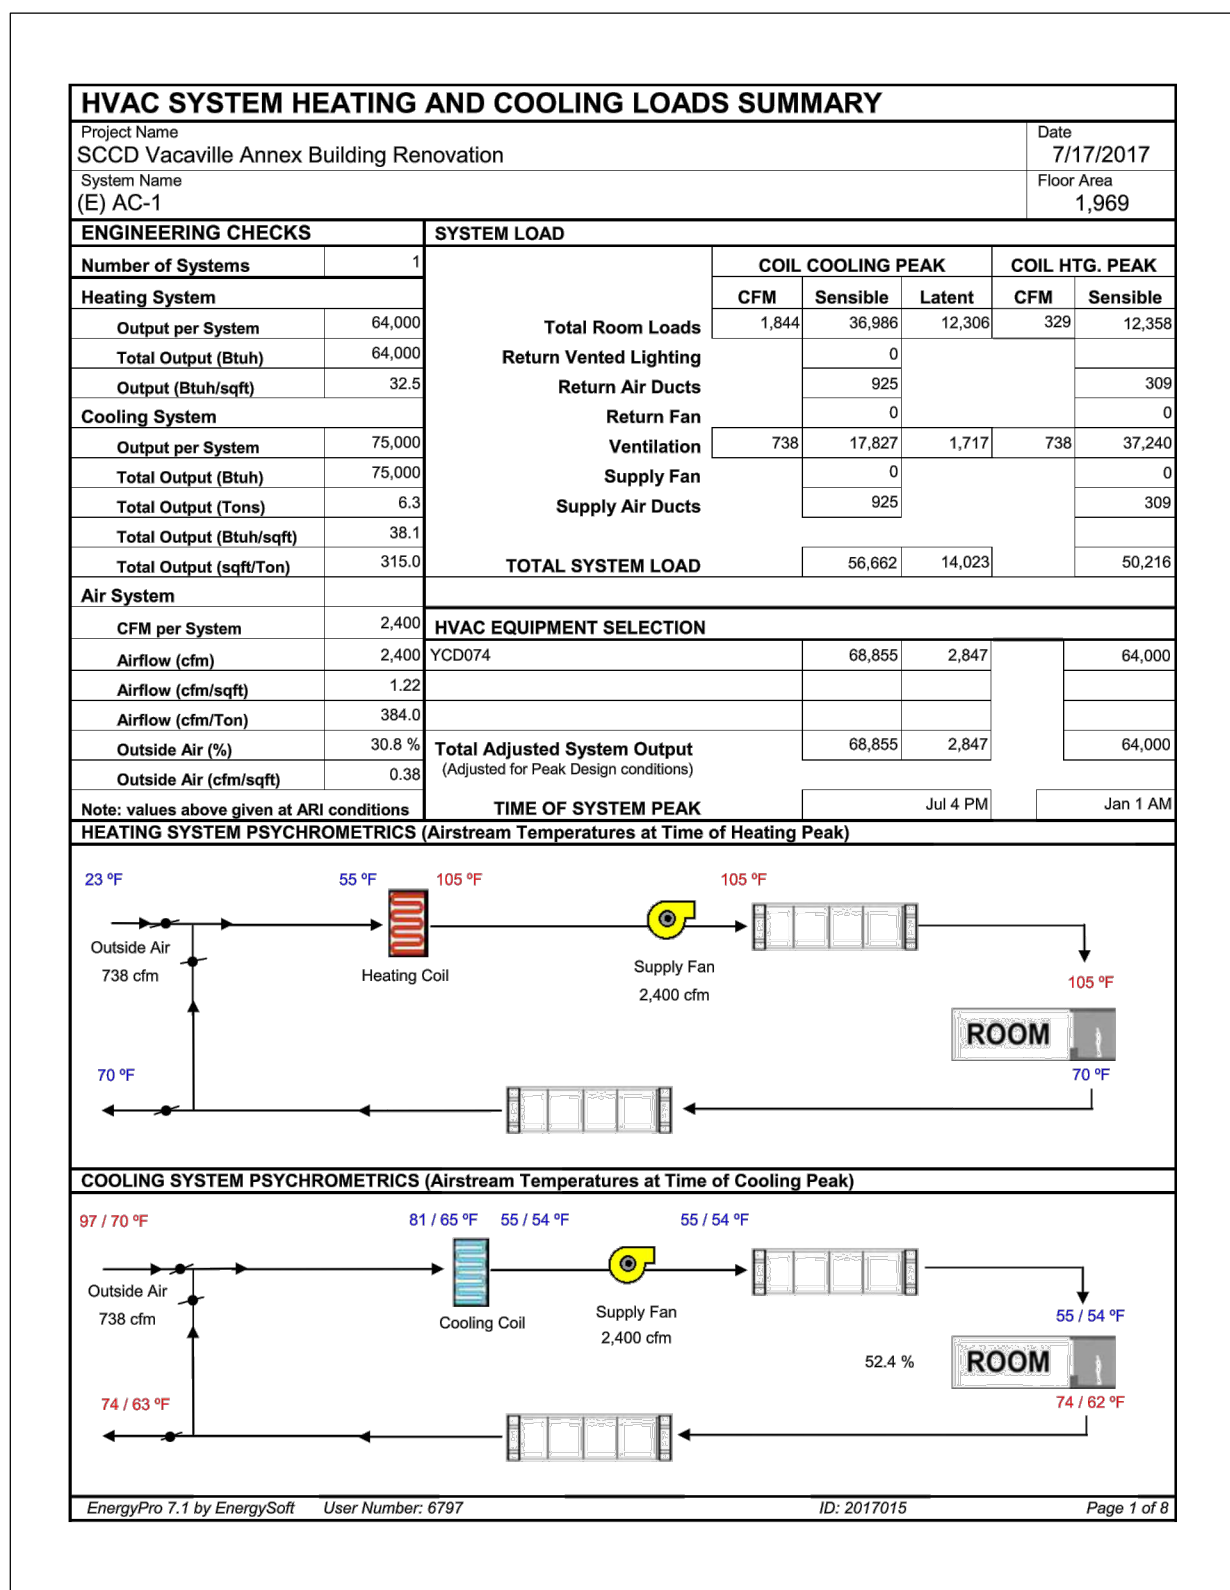 HVAC SYSTEM HEATING AND COOLING LOADS SUMMARY
Project Name
SCCD Vacaville Annex Building Renovation
Date
7/17/2017
System Name
(E) AC-1
Floor Area
1,969
ENGINEERING CHECKS
Number of Systems 1
Heating System
Output per System 64,000
Total Output (Btuh) 64,000
Output (Btuh/sqft) 32.5
Cooling System
Output per System 75,000
Total Output (Btuh) 75,000
Total Output (Tons) 6.3
Total Output (Btuh/sqft) 38.1
Total Output (sqft/Ton) 315.0
Air System
CFM per System 2,400
Airflow (cfm) 2,400
Airflow (cfm/sqft) 1.22
Airflow (cfm/Ton) 384.0
Outside Air (%) 30.8 %
Outside Air (cfm/sqft) 0.38
Note: values above given at ARI conditions
SYSTEM LOAD
COIL COOLING PEAK COIL HTG. PEAK
CFM Sensible Latent CFM Sensible
Total Room Loads 1,844 36,986 12,306 329 12,358
Return Vented Lighting 0
Return Air Ducts 925 309
Return Fan 0 0
Ventilation 738 17,827 1,717 738 37,240
Supply Fan 0 0
Supply Air Ducts 925 309
TOTAL SYSTEM LOAD 56,662 14,023 50,216
HVAC EQUIPMENT SELECTION
YCD074 68,855 2,847 64,000
Total Adjusted System Output 68,855 2,847 64,000
(Adjusted for Peak Design conditions)
TIME OF SYSTEM PEAK Jul 4 PM Jan 1 AM
HEATING SYSTEM PSYCHROMETRICS (Airstream Temperatures at Time of Heating Peak)
23 ºF 55 ºF 105 ºF 105 ºF
Outside Air
738 cfm
Heating Coil
Supply Fan
2,400 cfm
105 ºF
ROOM
70 ºF 70 ºF
COOLING SYSTEM PSYCHROMETRICS (Airstream Temperatures at Time of Cooling Peak)
97 / 70 ºF 81 / 65 ºF 55 / 54 ºF 55 / 54 ºF
Outside Air
738 cfm
Cooling Coil
Supply Fan
2,400 cfm
55 / 54 ºF
52.4 % ROOM
74 / 63 ºF 74 / 62 ºF
EnergyPro 7.1 by EnergySoft User Number: 6797 ID: 2017015 Page 1 of 8